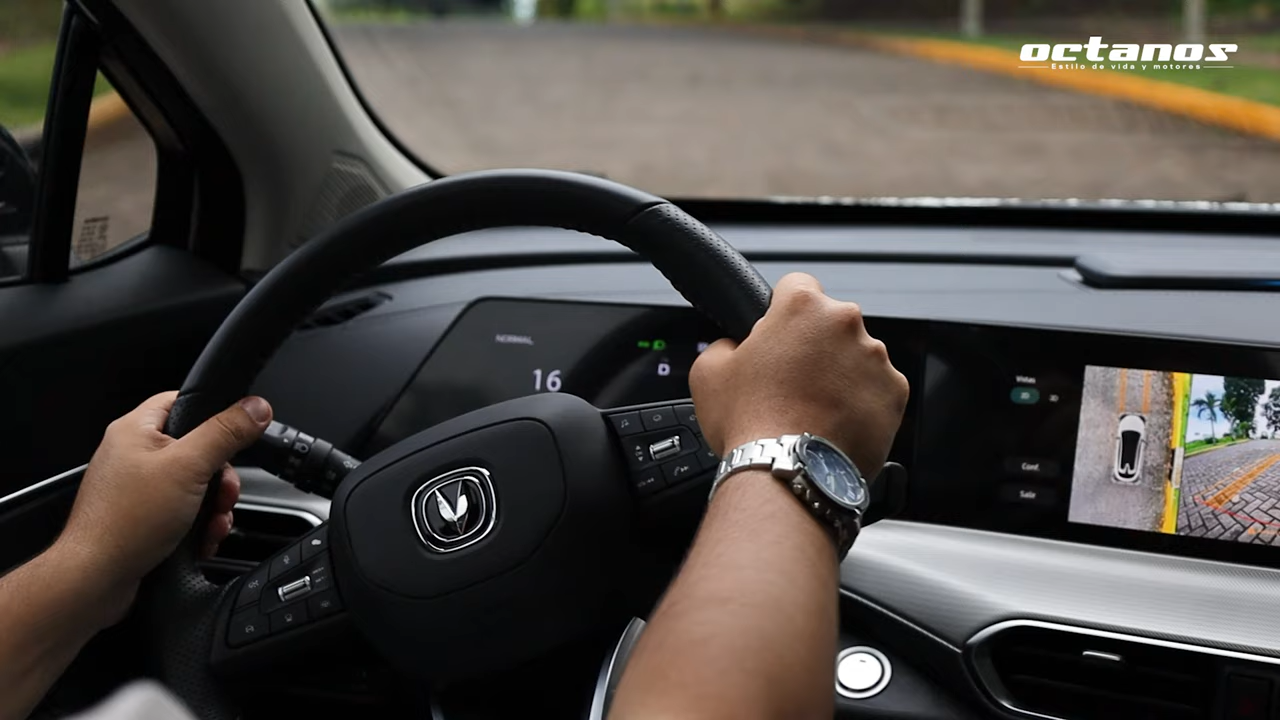 octanos
Estilo de vida y motores
NORMAL
16
D
Vistas
2D
3D
Conf.
Salir